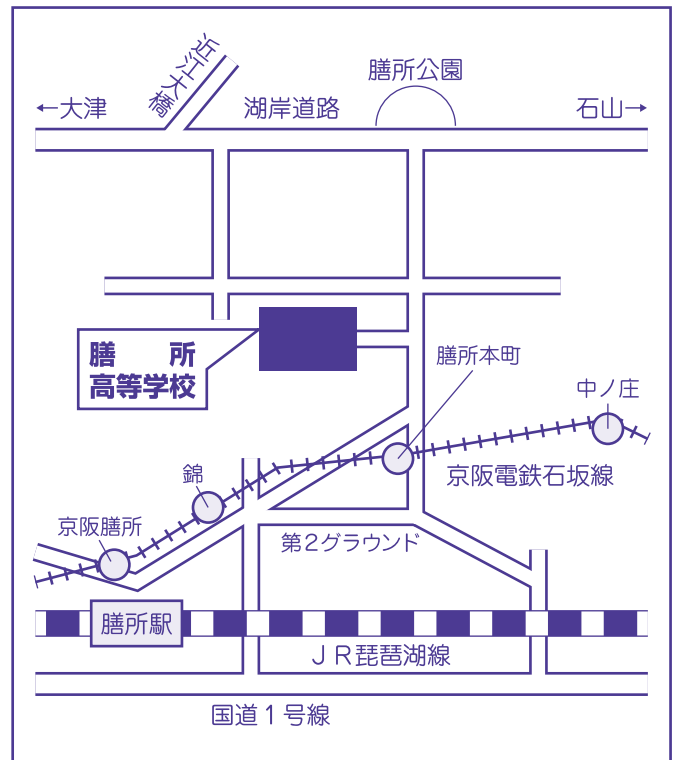 近江大橋
膳所公園
←大津
湖岸道路
石山→
膳　所
高等学校
膳所本町
中ノ庄
錦
京阪電鉄石坂線
京阪膳所
第2グラウンド
膳所駅
JR琵琶湖線
国道1号線